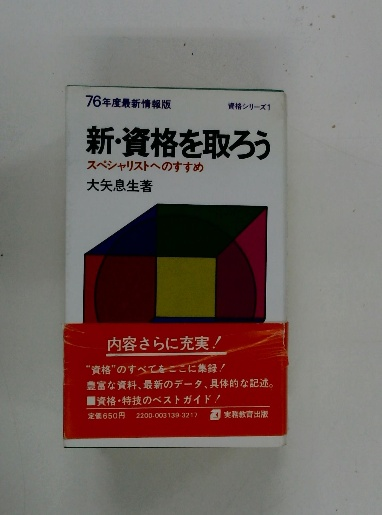 76年度最新情報版
資格シリーズ1
新・資格を取ろう
スペシャリストへのすすめ
大矢息生著
内容さらに充実!
"資格"のすべてをここに集録!
豊富な資料、最新のデータ、具体的な記述。
■資格・特技のベストガイド!
定価650円 2200-003139-3217 実務教育出版